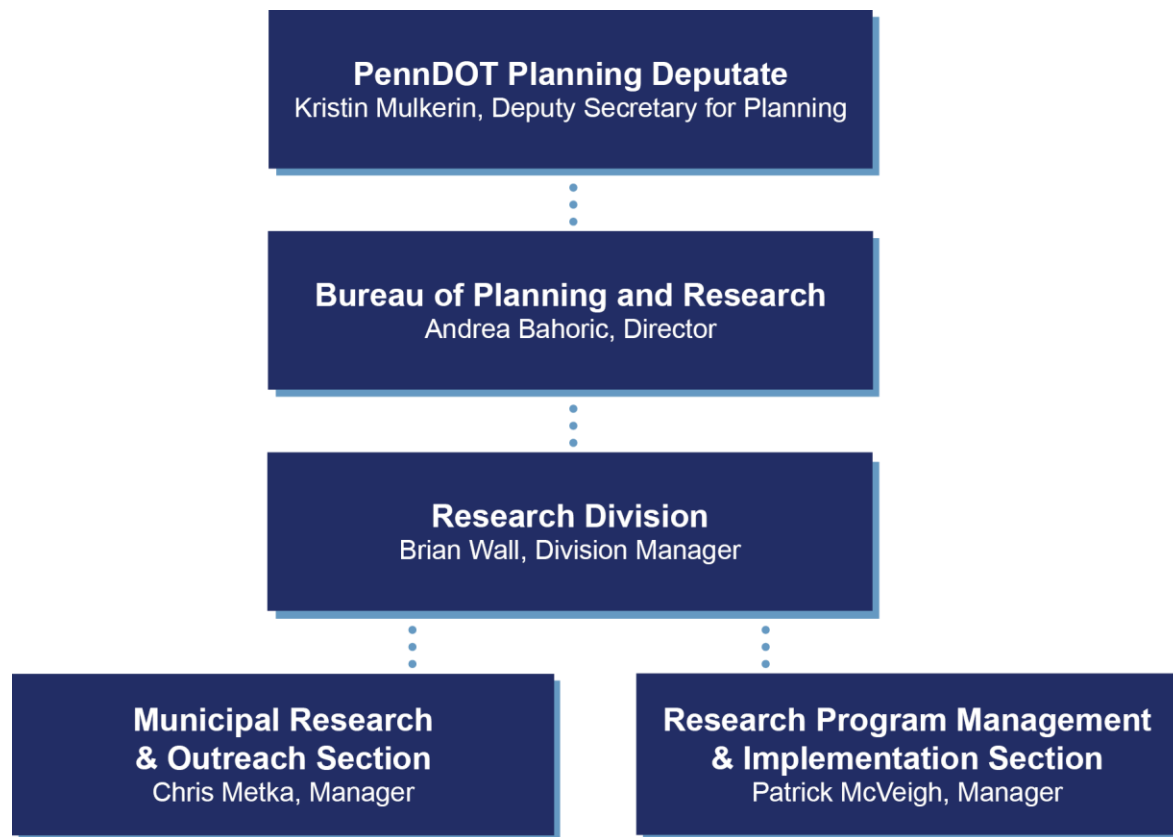 PennDOT Planning Deputate
Kristin Mulkerin, Deputy Secretary for Planning
Bureau of Planning and Research
Andrea Bahoric, Director
Research Division
Brian Wall, Division Manager
Municipal Research
& Outreach Section
Chris Metka, Manager
Research Program Management
& Implementation Section
Patrick McVeigh, Manager